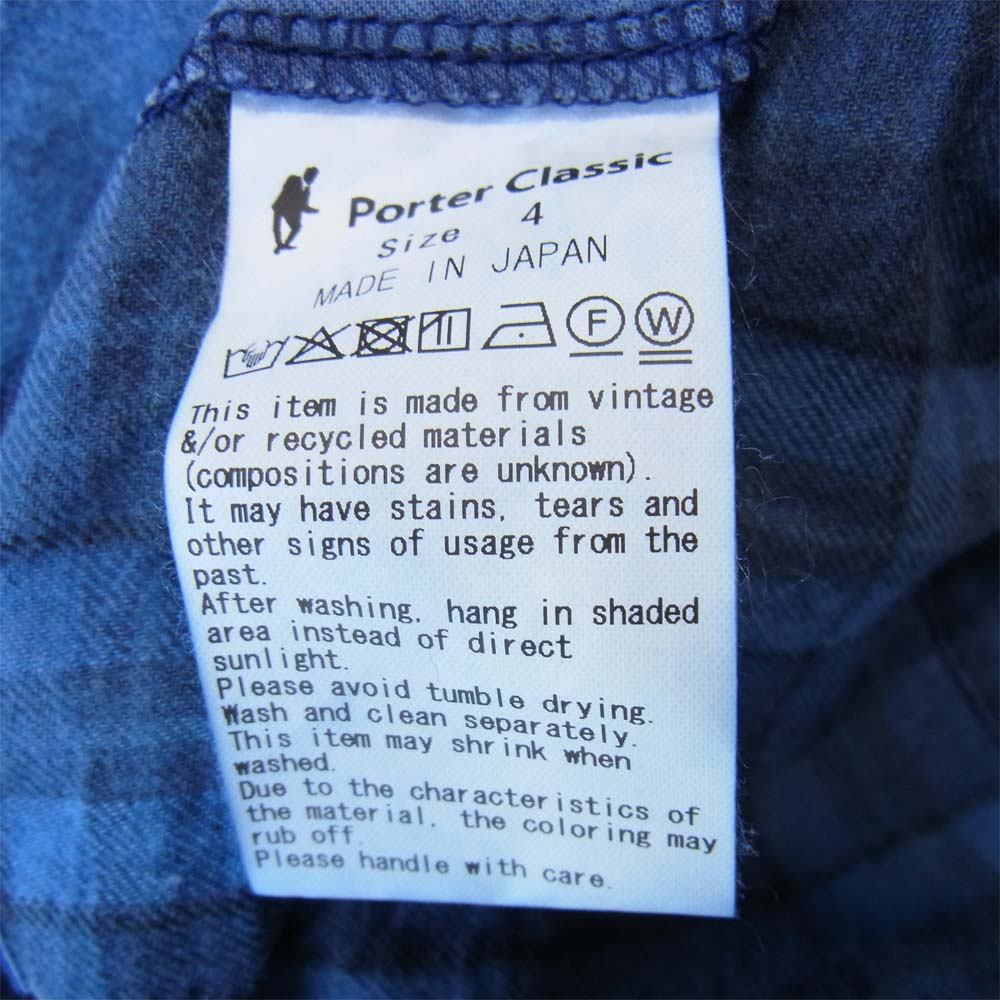 Porter Classic
Size 4
MADE IN JAPAN
F W
This item is made from vintage
&/or recycled materials
(compositions are unknown).
It may have stains, tears and
other signs of usage from the
past.
After washing, hang in shaded
area instead of direct
sunlight.
Please avoid tumble drying.
Wash and clean separately.
This item may shrink when
washed.
Due to the characteristics of
the material, the coloring may
rub off.
Please handle with care.